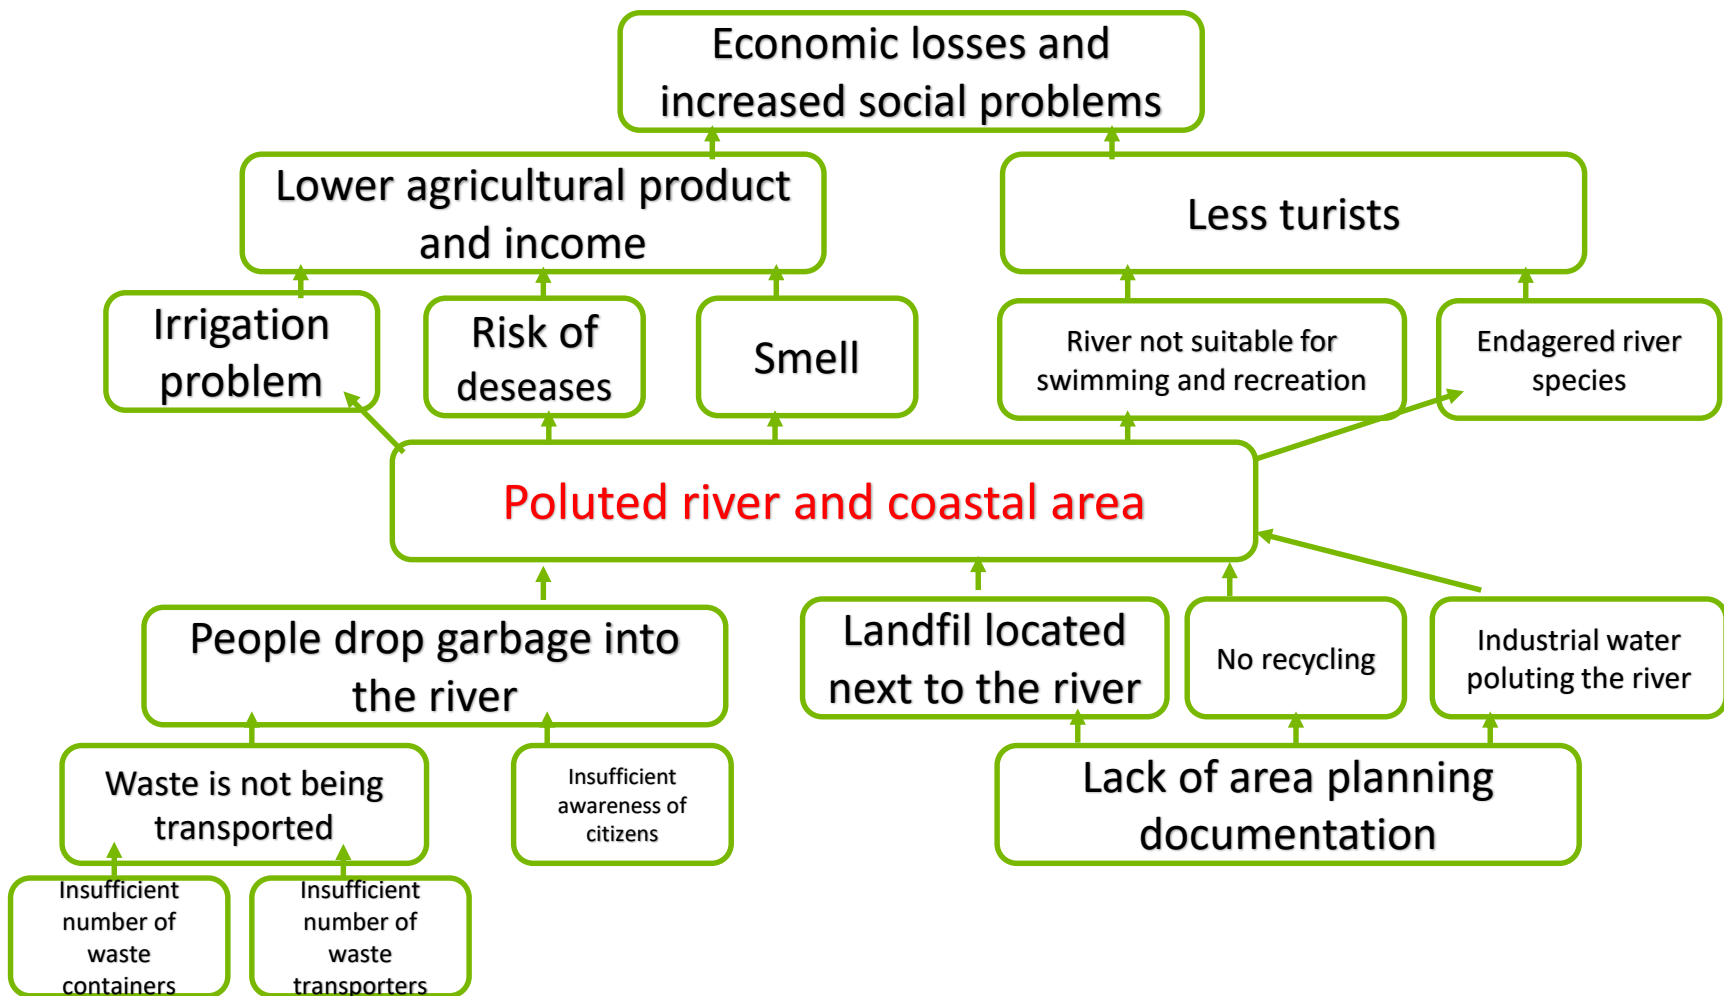 Economic losses and
increased social problems
Lower agricultural product
and income
Less turists
Irrigation
problem
Risk of
deseases
Smell
River not suitable for
swimming and recreation
Endagered river
species
Poluted river and coastal area
People drop garbage into
the river
Landfil located
next to the river
No recycling
Industrial water
poluting the river
Waste is not being
transported
Insufficient
awareness of
citizens
Lack of area planning
documentation
Insufficient
number of
waste
containers
Insufficient
number of
waste
transporters